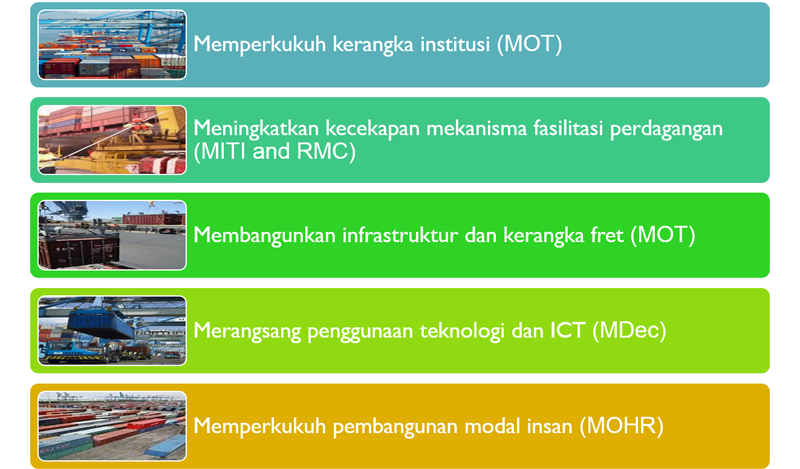 Memperkukuh kerangka institusi (MOT)
Meningkatkan kecekapan mekanisma fasilitasi perdagangan
(MITI and RMC)
Membangunkan infrastruktur dan kerangka fret (MOT)
Merangsang penggunaan teknologi dan ICT (MDec)
Memperkukuh pembangunan modal insan (MOHR)